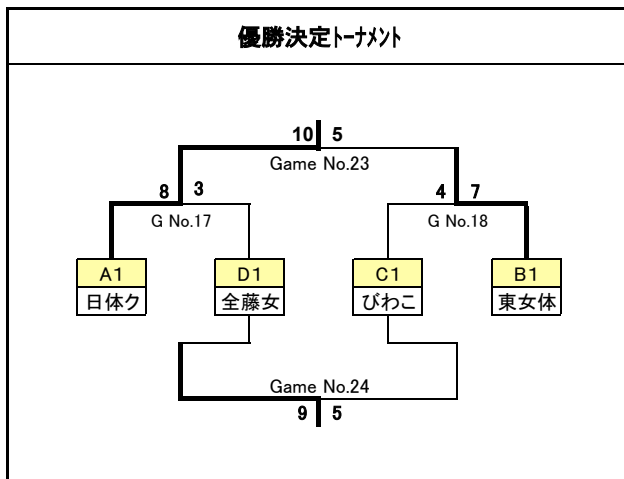 優勝決定トーナメント
10 5
Game No.23
8 3
4 7
G No.17
G No.18
A1 D1 C1 B1
日体ク 全藤女 びわこ 東女体
Game No.24
9 5